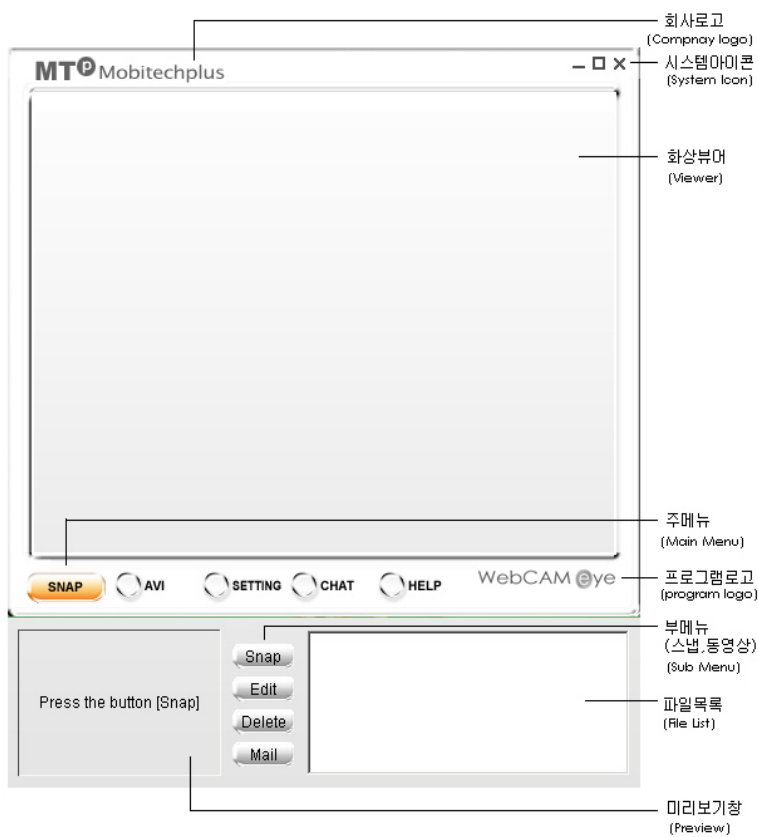 회사로고
(Compnay logo)
MTp Mobitechplus
시스템아이콘
(System Icon)
화상뷰어
(Viewer)
주메뉴
(Main Menu)
SNAP AVI SETTING CHAT HELP WebCAM eye
프로그램로고
(program logo)
부메뉴
(스냅,동영상)
(Sub Menu)
Press the button [Snap]
Snap
Edit
Delete
Mail
파일목록
(File List)
미리보기창
(Preview)